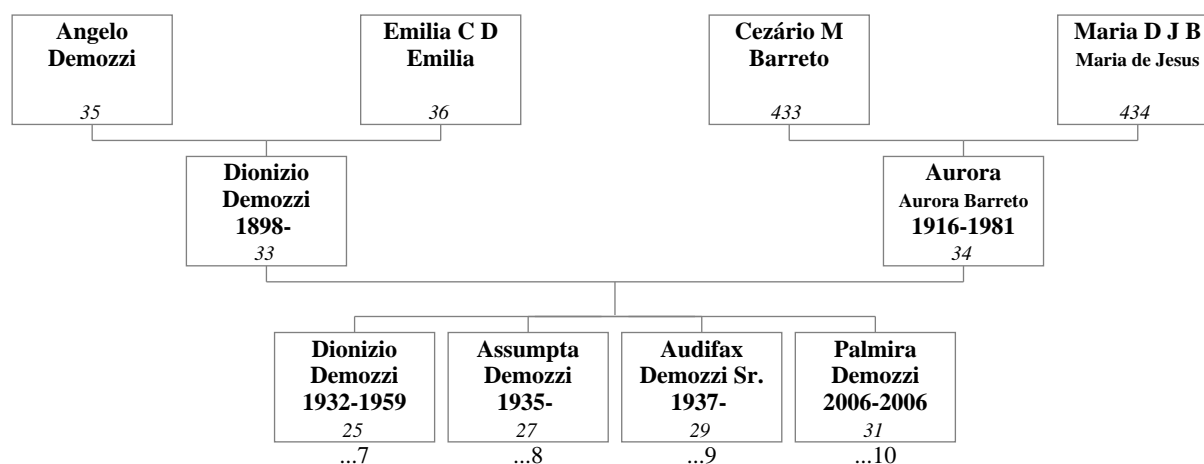 Angelo
Demozzi
35
Emilia C D
Emilia
36
Cezário M
Barreto
433
Maria D J B
Maria de Jesus
434
Dionizio
Demozzi
1898-
33
Aurora
Aurora Barreto
1916-1981
34
Dionizio
Demozzi
1932-1959
25
...7
Assumpta
Demozzi
1935-
27
...8
Audifax
Demozzi Sr.
1937-
29
...9
Palmira
Demozzi
2006-2006
31
...10